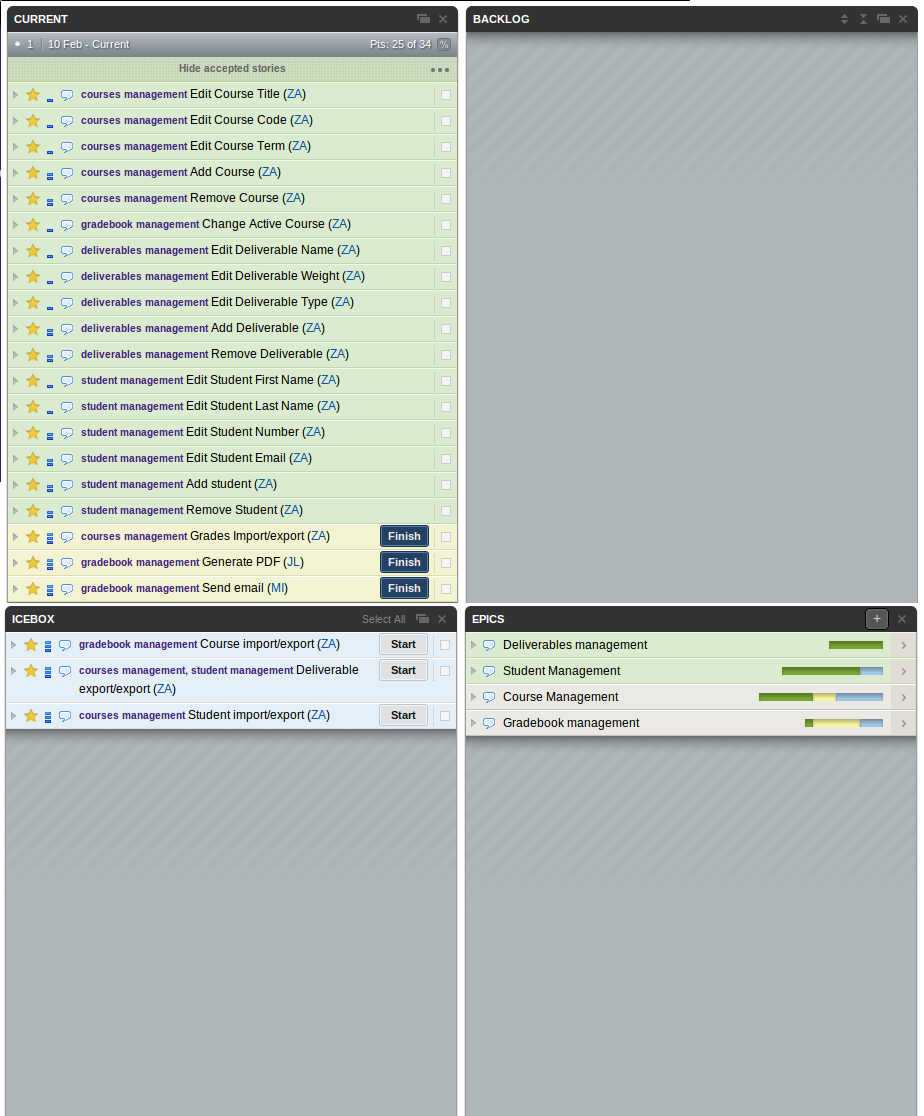 CURRENT
1 10 Feb - Current Pts: 25 of 34 %
Hide accepted stories
courses management Edit Course Title (ZA)
courses management Edit Course Code (ZA)
courses management Edit Course Term (ZA)
courses management Add Course (ZA)
courses management Remove Course (ZA)
gradebook management Change Active Course (ZA)
deliverables management Edit Deliverable Name (ZA)
deliverables management Edit Deliverable Weight (ZA)
deliverables management Edit Deliverable Type (ZA)
deliverables management Add Deliverable (ZA)
deliverables management Remove Deliverable (ZA)
student management Edit Student First Name (ZA)
student management Edit Student Last Name (ZA)
student management Edit Student Number (ZA)
student management Edit Student Email (ZA)
student management Add student (ZA)
student management Remove Student (ZA)
courses management Grades Import/export (ZA) Finish
gradebook management Generate PDF (JL) Finish
gradebook management Send email (MI) Finish
BACKLOG
ICEBOX Select All
gradebook management Course import/export (ZA) Start
courses management, student management Deliverable Start
export/export (ZA)
courses management Student import/export (ZA) Start
EPICS +
Deliverables management
Student Management
Course Management
Gradebook management